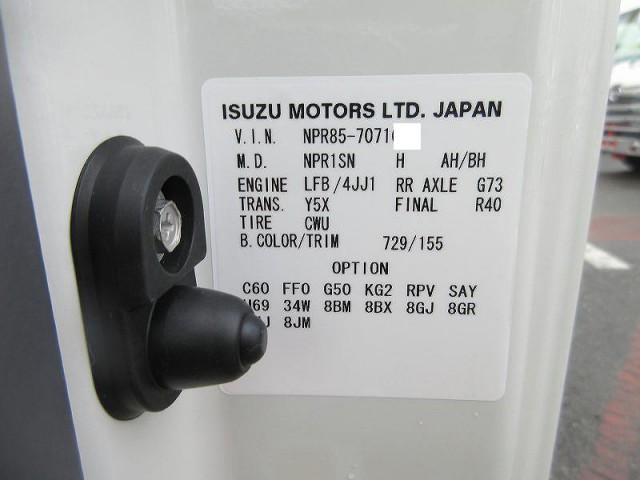 ISUZU MOTORS LTD. JAPAN
V.I.N. NPR85-7071
M.D. NPR1SN H AH/BH
ENGINE LFB/4JJ1 RR AXLE G73
TRANS. Y5X FINAL R40
TIRE CWU
B.COLOR/TRIM 729/155
OPTION
C60 FF0 G50 KG2 RPV SAY
34W 8BM 8BX 8GJ 8GR
8JM